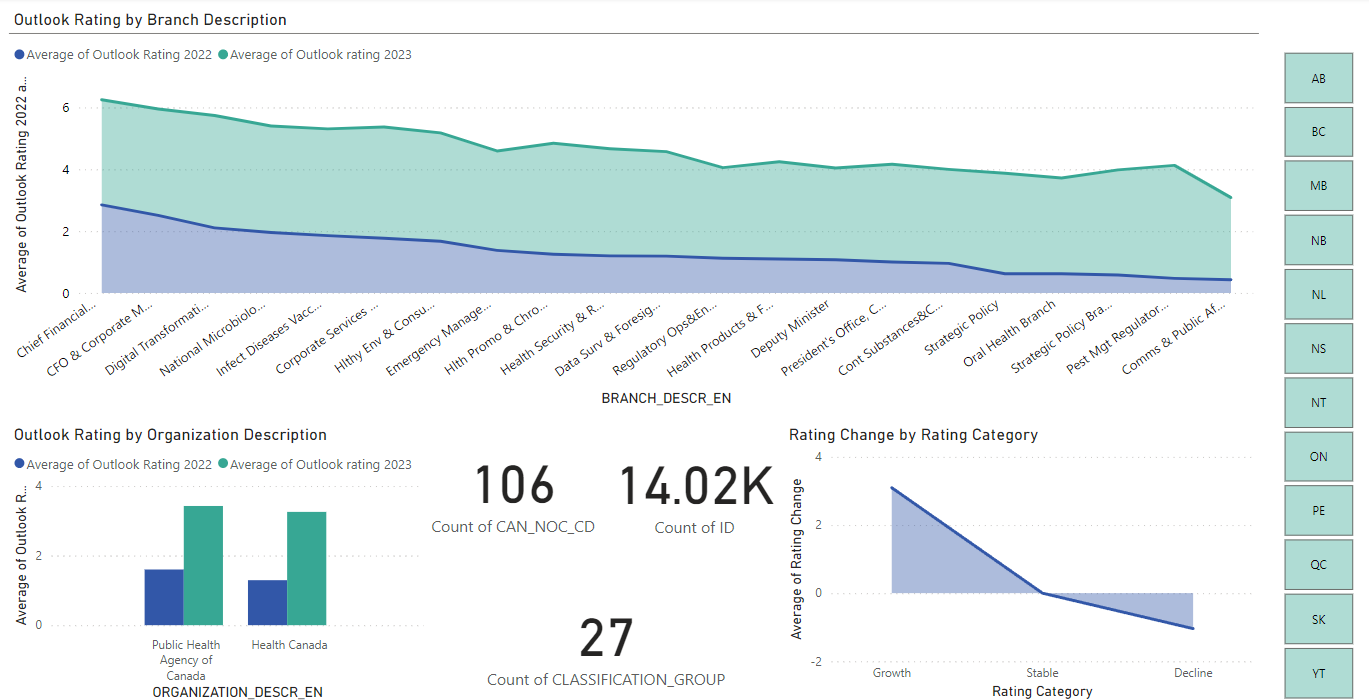 Outlook Rating by Branch Description
Average of Outlook Rating 2022 Average of Outlook rating 2023
Average of Outlook Rating 2022 a...
6
4
2
0
Chief Financial...
CFO & Corporate M...
Digital Transformati...
National Microbiolo...
Infect Diseases Vacc...
Corporate Services ...
Hlthy Env & Consu...
Emergency Manage...
Hlth Promo & Chro...
Health Security & R...
Data Surv & Foresig...
Regulatory Ops&En...
Health Products & F...
Deputy Minister
President's Office, C...
Cont Substances&C...
Strategic Policy
Oral Health Branch
Strategic Policy Bra...
Pest Mgt Regulator...
Comms & Public Af...
BRANCH_DESCR_EN
AB
BC
MB
NB
NL
NS
NT
ON
PE
QC
SK
YT
Outlook Rating by Organization Description
Average of Outlook Rating 2022 Average of Outlook rating 2023
Average of Outlook R...
4
2
0
Public Health
Agency of
Canada
Health Canada
ORGANIZATION_DESCR_EN
106
Count of CAN_NOC_CD
14.02K
Count of ID
27
Count of CLASSIFICATION_GROUP
Rating Change by Rating Category
Average of Rating Change
4
2
0
-2
Growth
Stable
Decline
Rating Category